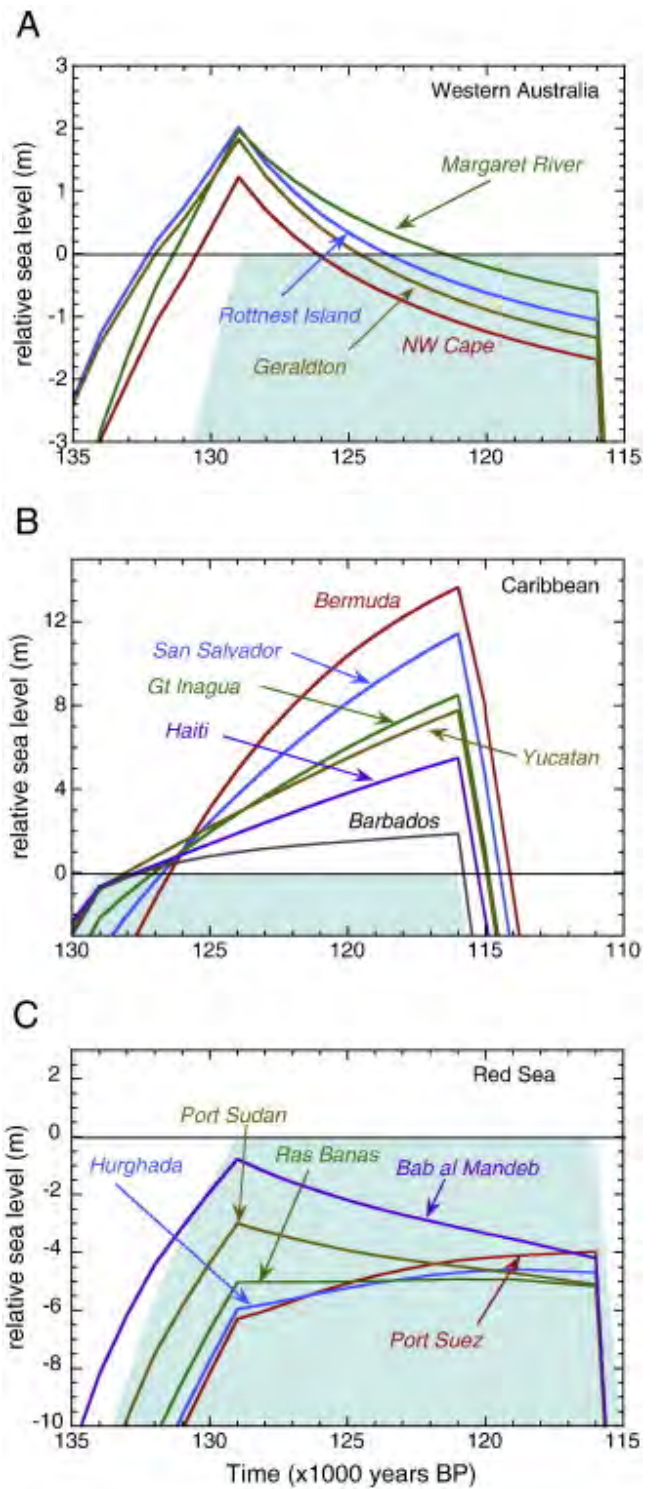 A
Western Australia
relative sea level (m)
3
2
1
0
-1
-2
-3
Margaret River
Rottnest Island
Geraldton
NW Cape
135
130
125
120
115
B
Caribbean
relative sea level (m)
12
8
4
0
Bermuda
San Salvador
Gt Inagua
Haiti
Yucatan
Barbados
130
125
120
115
110
C
Red Sea
relative sea level (m)
2
0
-2
-4
-6
-8
-10
Port Sudan
Hurghada
Ras Banas
Bab al Mandeb
Port Suez
135
130
125
120
115
Time (x1000 years BP)